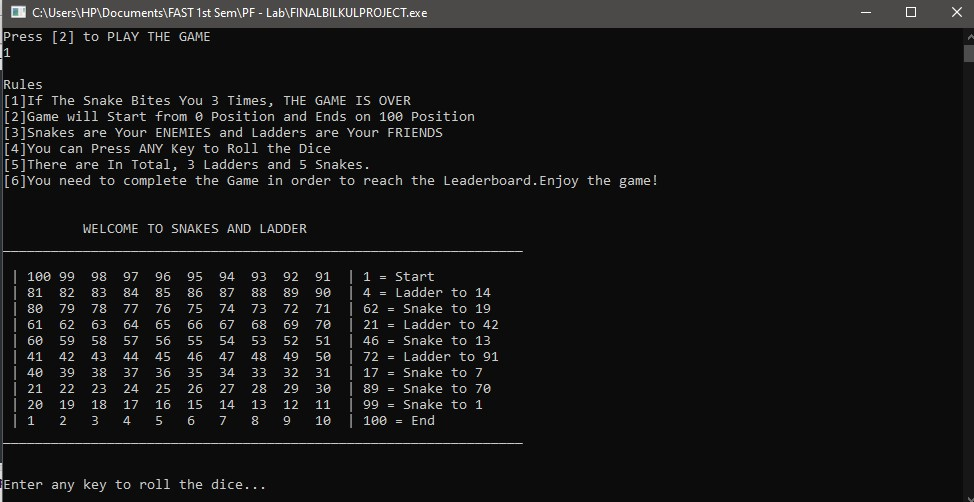 C:\Users\HP\Documents\FAST 1st Sem\PF - Lab\FINALBILKULPROJECT.exe
Press [2] to PLAY THE GAME
1
Rules
[1]If The Snake Bites You 3 Times, THE GAME IS OVER
[2]Game will Start from 0 Position and Ends on 100 Position
[3]Snakes are Your ENEMIES and Ladders are Your FRIENDS
[4]You can Press ANY Key to Roll the Dice
[5]There are In Total, 3 Ladders and 5 Snakes.
[6]You need to complete the Game in order to reach the Leaderboard.Enjoy the game!
WELCOME TO SNAKES AND LADDER
| 100 99 98 97 96 95 94 93 92 91 | 1 = Start
| 81 82 83 84 85 86 87 88 89 90 | 4 = Ladder to 14
| 80 79 78 77 76 75 74 73 72 71 | 62 = Snake to 19
| 61 62 63 64 65 66 67 68 69 70 | 21 = Ladder to 42
| 60 59 58 57 56 55 54 53 52 51 | 46 = Snake to 13
| 41 42 43 44 45 46 47 48 49 50 | 72 = Ladder to 91
| 40 39 38 37 36 35 34 33 32 31 | 17 = Snake to 7
| 21 22 23 24 25 26 27 28 29 30 | 89 = Snake to 70
| 20 19 18 17 16 15 14 13 12 11 | 99 = Snake to 1
| 1 2 3 4 5 6 7 8 9 10 | 100 = End
Enter any key to roll the dice...